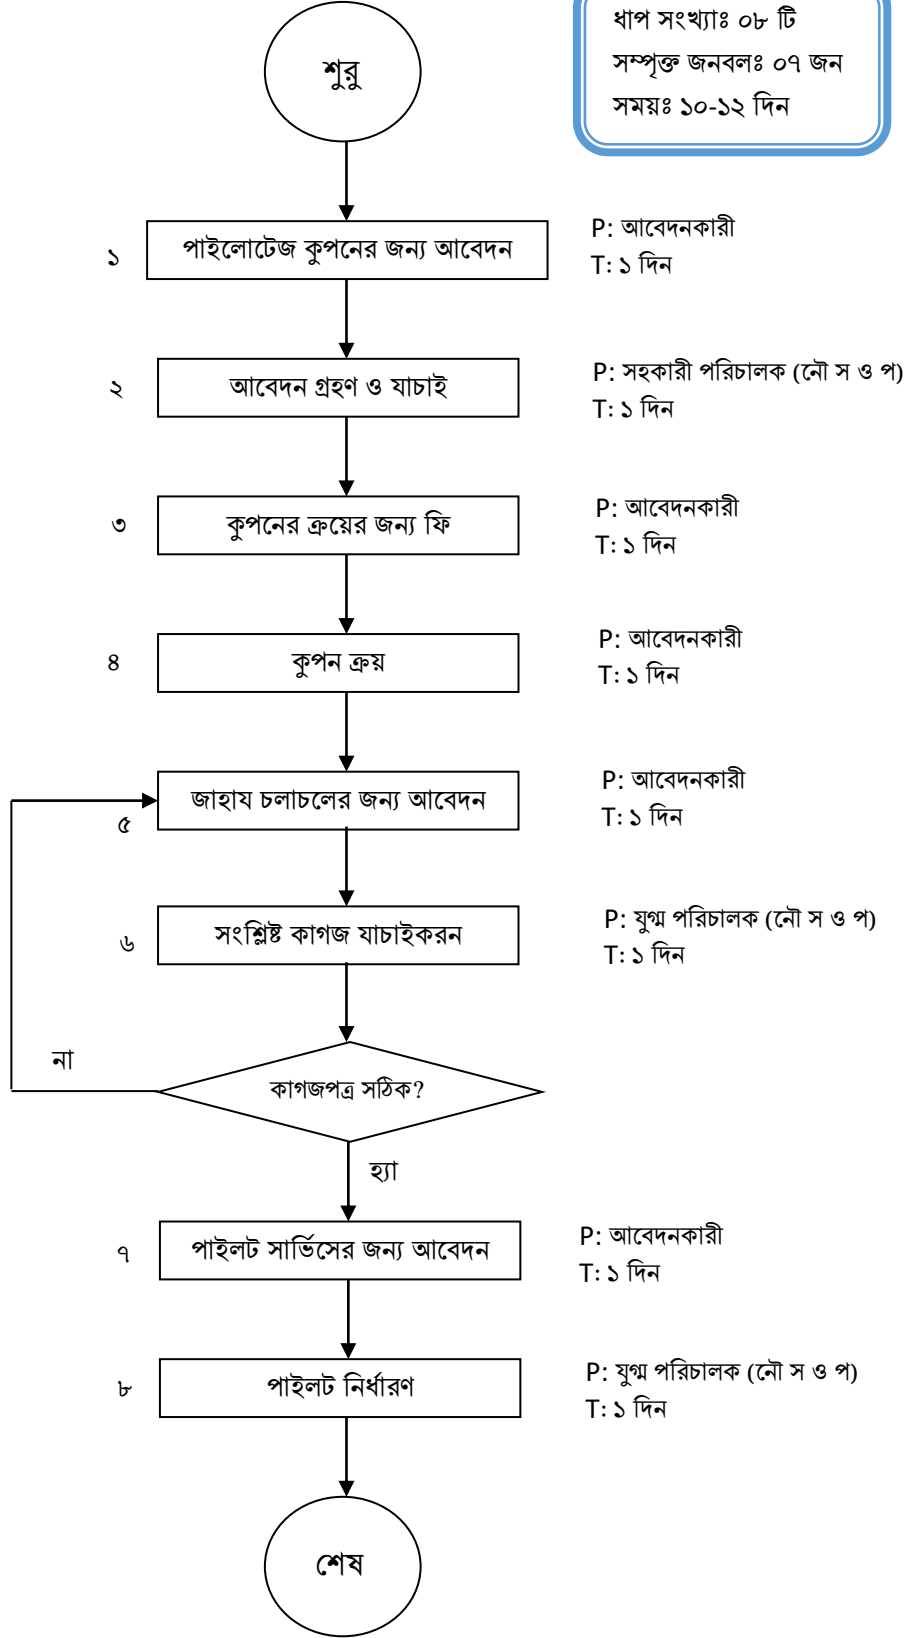 ধাপ সংখ্যাঃ ০৮ টি
সম্পৃক্ত জনবলঃ ০৭ জন
সময়ঃ ১০-১২ দিন
শুরু
১
পাইলোটেজ কুপনের জন্য আবেদন
P: আবেদনকারী
T: ১ দিন
২
আবেদন গ্রহণ ও যাচাই
P: সহকারী পরিচালক (নৌ স ও প)
T: ১ দিন
৩
কুপনের ক্রয়ের জন্য ফি
P: আবেদনকারী
T: ১ দিন
৪
কুপন ক্রয়
P: আবেদনকারী
T: ১ দিন
৫
জাহায চলাচলের জন্য আবেদন
P: আবেদনকারী
T: ১ দিন
৬
সংশ্লিষ্ট কাগজ যাচাইকরন
P: যুগ্ম পরিচালক (নৌ স ও প)
T: ১ দিন
না
কাগজপত্র সঠিক?
হ্যা
৭
পাইলট সার্ভিসের জন্য আবেদন
P: আবেদনকারী
T: ১ দিন
৮
পাইলট নির্ধারণ
P: যুগ্ম পরিচালক (নৌ স ও প)
T: ১ দিন
শেষ